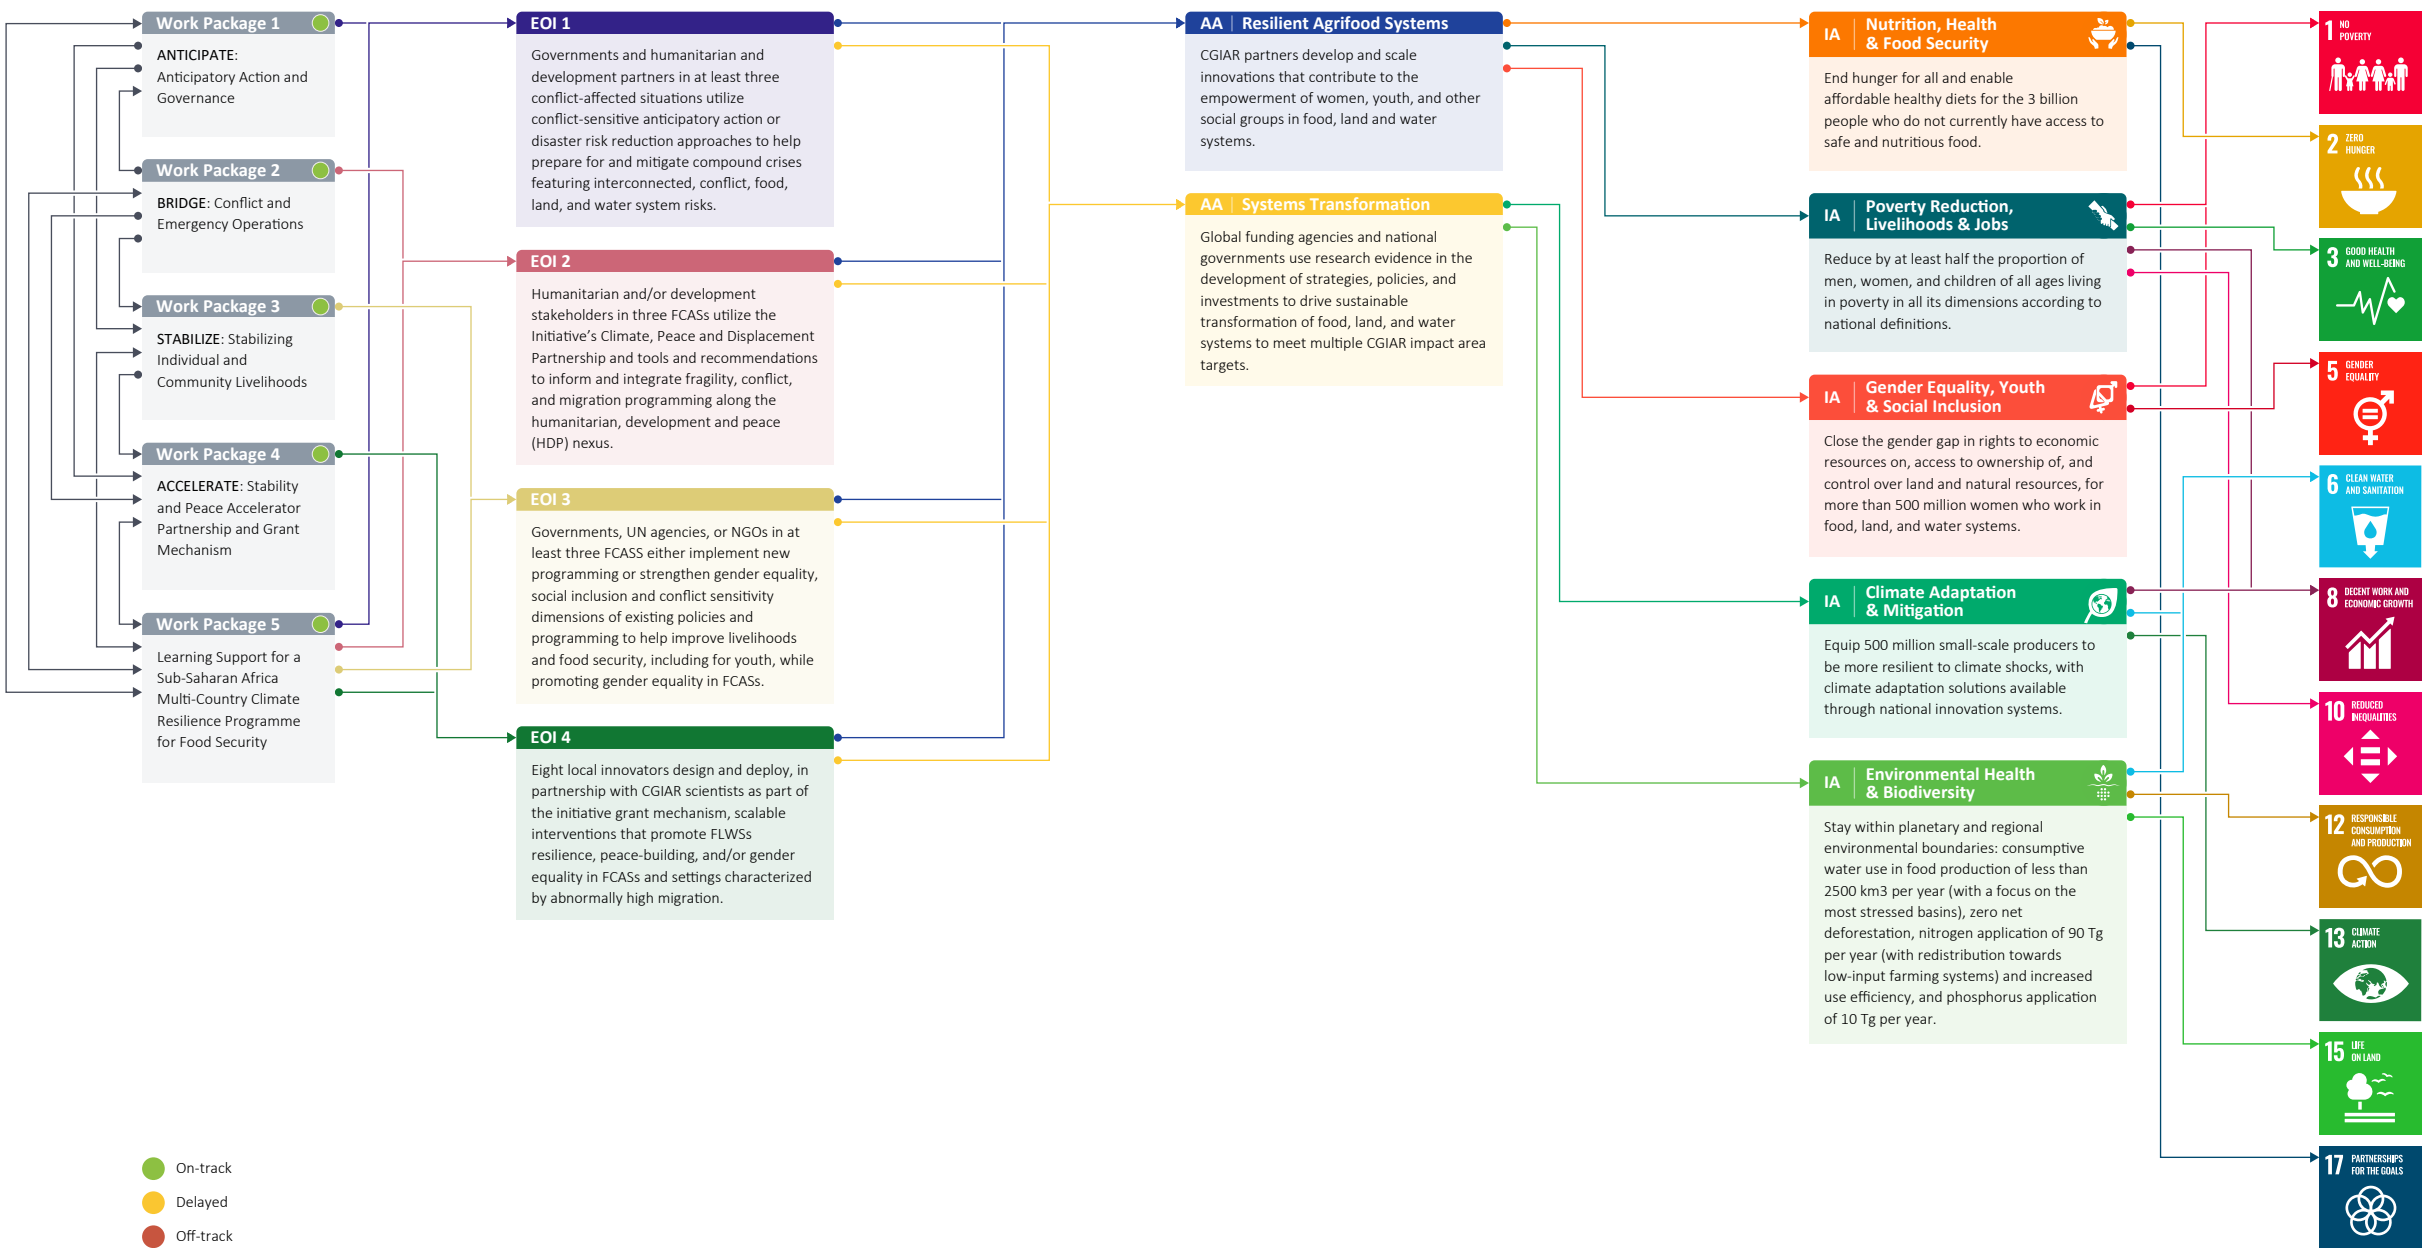 Work Package 1
ANTICIPATE:
Anticipatory Action and
Governance
Work Package 2
BRIDGE: Conflict and
Emergency Operations
Work Package 3
STABILIZE: Stabilizing
Individual and
Community Livelihoods
Work Package 4
ACCELERATE: Stability
and Peace Accelerator
Partnership and Grant
Mechanism
Work Package 5
Learning Support for a
Sub-Saharan Africa
Multi-Country Climate
Resilience Programme
for Food Security
On-track
Delayed
Off-track
EOI 1
Governments and humanitarian and
development partners in at least three
conflict-affected situations utilize
conflict-sensitive anticipatory action or
disaster risk reduction approaches to help
prepare for and mitigate compound crises
featuring interconnected, conflict, food,
land, and water system risks.
EOI 2
Humanitarian and/or development
stakeholders in three FCASs utilize the
Initiative's Climate, Peace and Displacement
Partnership and tools and recommendations
to inform and integrate fragility, conflict,
and migration programming along the
humanitarian, development and peace
(HDP) nexus.
EOI 3
Governments, UN agencies, or NGOs in at
least three FCASS either implement new
programming or strengthen gender equality,
social inclusion and conflict sensitivity
dimensions of existing policies and
programming to help improve livelihoods
and food security, including for youth, while
promoting gender equality in FCASs.
EOI 4
Eight local innovators design and deploy, in
partnership with CGIAR scientists as part of
the initiative grant mechanism, scalable
interventions that promote FLWSs
resilience, peace-building, and/or gender
equality in FCASs and settings characterized
by abnormally high migration.
AA | Resilient Agrifood Systems
CGIAR partners develop and scale
innovations that contribute to the
empowerment of women, youth, and other
social groups in food, land and water
systems.
AA | Systems Transformation
Global funding agencies and national
governments use research evidence in the
development of strategies, policies, and
investments to drive sustainable
transformation of food, land, and water
systems to meet multiple CGIAR impact area
targets.
IA | Nutrition, Health
& Food Security
End hunger for all and enable
affordable healthy diets for the 3 billion
people who do not currently have access to
safe and nutritious food.
IA | Poverty Reduction,
Livelihoods & Jobs
Reduce by at least half the proportion of
men, women, and children of all ages living
in poverty in all its dimensions according to
national definitions.
IA | Gender Equality, Youth
& Social Inclusion
Close the gender gap in rights to economic
resources on, access to ownership of, and
control over land and natural resources, for
more than 500 million women who work in
food, land, and water systems.
IA | Climate Adaptation
& Mitigation
Equip 500 million small-scale producers to
be more resilient to climate shocks, with
climate adaptation solutions available
through national innovation systems.
IA | Environmental Health
& Biodiversity
Stay within planetary and regional
environmental boundaries: consumptive
water use in food production of less than
2500 km3 per year (with a focus on the
most stressed basins), zero net
deforestation, nitrogen application of 90 Tg
per year (with redistribution towards
low-input farming systems) and increased
use efficiency, and phosphorus application
of 10 Tg per year.
1 NO
POVERTY
2 ZERO
HUNGER
3 GOOD HEALTH
AND WELL-BEING
5 GENDER
EQUALITY
6 CLEAN WATER
AND SANITATION
8 DECENT WORK AND
ECONOMIC GROWTH
10 REDUCED
INEQUALITIES
12 RESPONSIBLE
CONSUMPTION
AND PRODUCTION
13 CLIMATE
ACTION
15 LIFE
ON LAND
17 PARTNERSHIPS
FOR THE GOALS